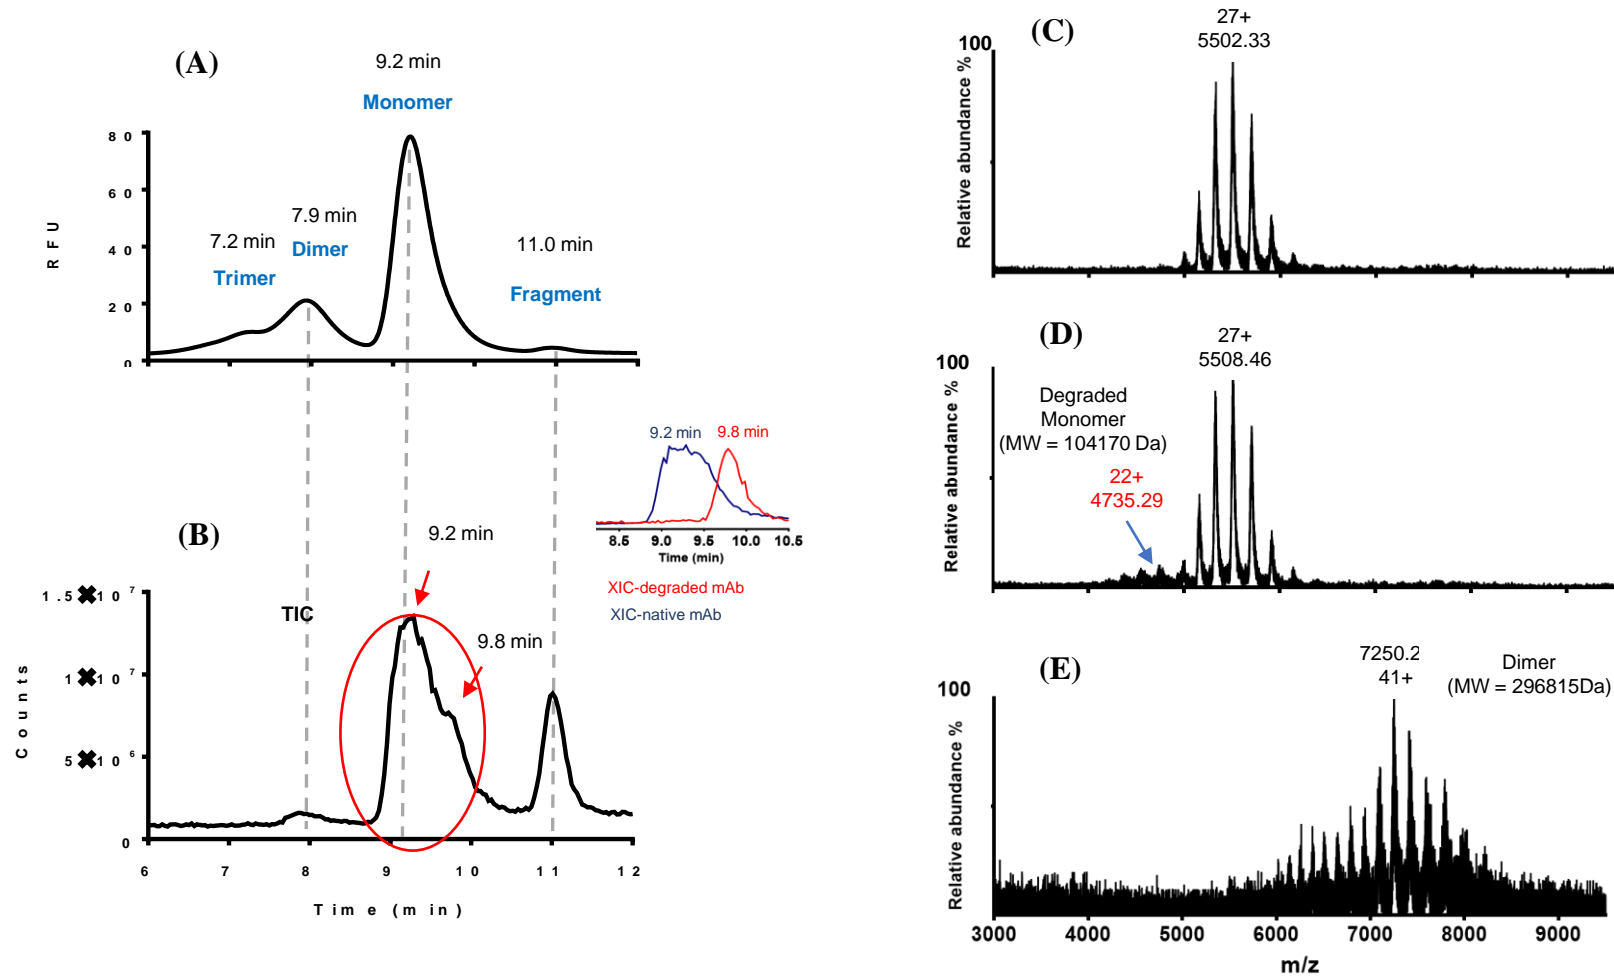 (A)
9.2 min
Monomer
7.9 min
7.2 min
Dimer
Trimer
11.0 min
Fragment
80
60
40
20
0
RFU
(B)
9.2 min
9.8 min
TIC
1.5✖10⁷
1✖10⁷
5✖10⁶
0
Counts
6 7 8 9 10 11 12
Time (min)
9.2 min 9.8 min
8.5 9.0 9.5 10.0 10.5
Time (min)
XIC-degraded mAb
XIC-native mAb
(C)
27+
5502.33
100
Relative abundance %
(D)
27+
5508.46
100
Degraded
Monomer
(MW = 104170 Da)
22+
4735.29
Relative abundance %
(E)
7250.2
41+
Dimer
(MW = 296815Da)
100
Relative abundance %
3000 4000 5000 6000 7000 8000 9000
m/z